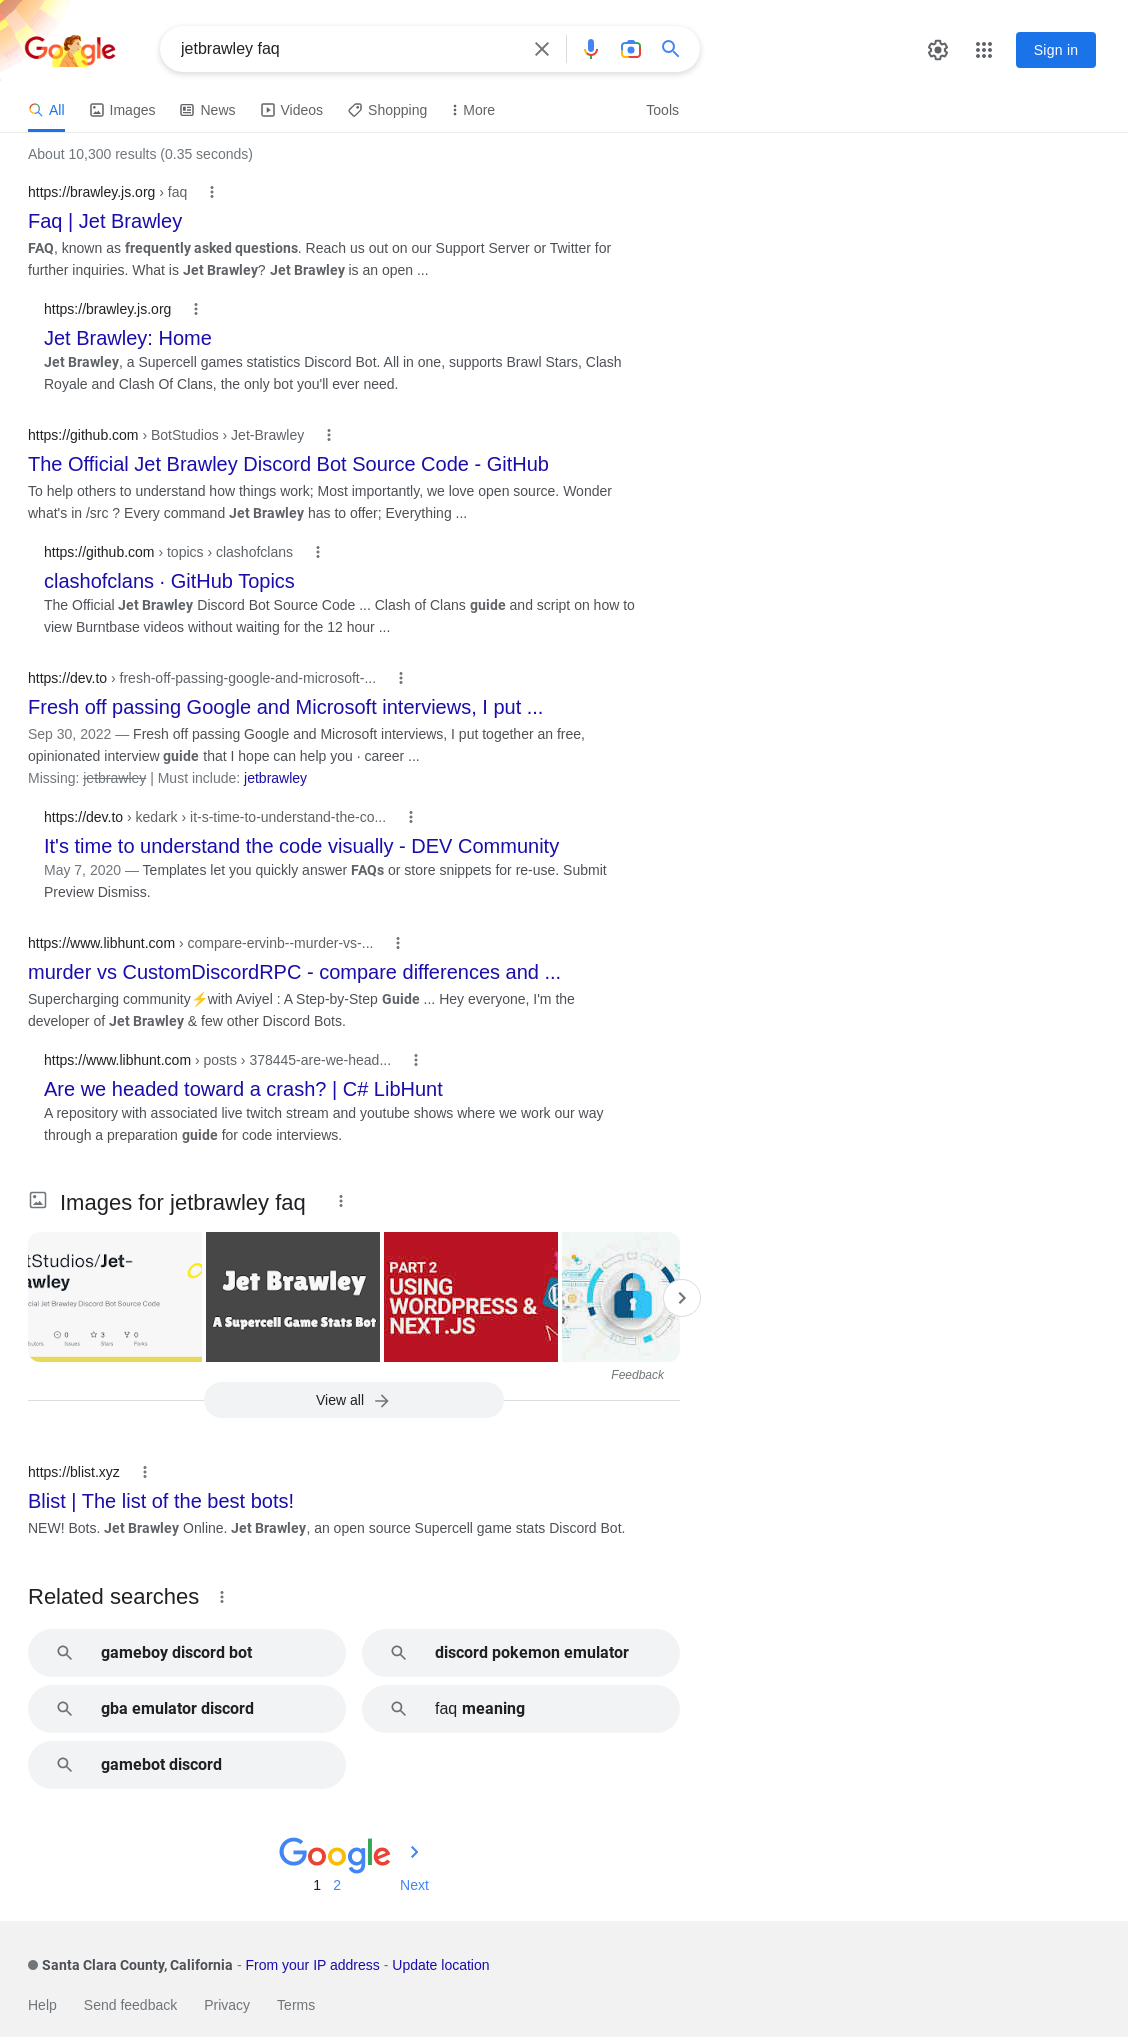 Google
jetbrawley faq
Sign in
All Images News Videos Shopping More Tools
About 10,300 results (0.35 seconds)
https://brawley.js.org › faq
Faq | Jet Brawley
FAQ, known as frequently asked questions. Reach us out on our Support Server or Twitter for
further inquiries. What is Jet Brawley? Jet Brawley is an open ...
https://brawley.js.org
Jet Brawley: Home
Jet Brawley, a Supercell games statistics Discord Bot. All in one, supports Brawl Stars, Clash
Royale and Clash Of Clans, the only bot you'll ever need.
https://github.com › BotStudios › Jet-Brawley
The Official Jet Brawley Discord Bot Source Code - GitHub
To help others to understand how things work; Most importantly, we love open source. Wonder
what's in /src ? Every command Jet Brawley has to offer; Everything ...
https://github.com › topics › clashofclans
clashofclans · GitHub Topics
The Official Jet Brawley Discord Bot Source Code ... Clash of Clans guide and script on how to
view Burntbase videos without waiting for the 12 hour ...
https://dev.to › fresh-off-passing-google-and-microsoft-...
Fresh off passing Google and Microsoft interviews, I put ...
Sep 30, 2022 — Fresh off passing Google and Microsoft interviews, I put together an free,
opinionated interview guide that I hope can help you · career ...
Missing: jetbrawley | Must include: jetbrawley
https://dev.to › kedark › it-s-time-to-understand-the-co...
It's time to understand the code visually - DEV Community
May 7, 2020 — Templates let you quickly answer FAQs or store snippets for re-use. Submit
Preview Dismiss.
https://www.libhunt.com › compare-ervinb--murder-vs-...
murder vs CustomDiscordRPC - compare differences and ...
Supercharging community⚡with Aviyel : A Step-by-Step Guide ... Hey everyone, I'm the
developer of Jet Brawley & few other Discord Bots.
https://www.libhunt.com › posts › 378445-are-we-head...
Are we headed toward a crash? | C# LibHunt
A repository with associated live twitch stream and youtube shows where we work our way
through a preparation guide for code interviews.
Images for jetbrawley faq
tStudios/Jet-
awley
cial Jet Brawley Discord Bot Source Code
0 3 0
butors Issues Stars Forks
Jet Brawley
A Supercell Game Stats Bot
PART 2
USING
WORDPRESS &
NEXT.JS
Feedback
View all
https://blist.xyz
Blist | The list of the best bots!
NEW! Bots. Jet Brawley Online. Jet Brawley, an open source Supercell game stats Discord Bot.
Related searches
gameboy discord bot
discord pokemon emulator
gba emulator discord
faq meaning
gamebot discord
Google
1 2 Next
Santa Clara County, California - From your IP address - Update location
Help Send feedback Privacy Terms